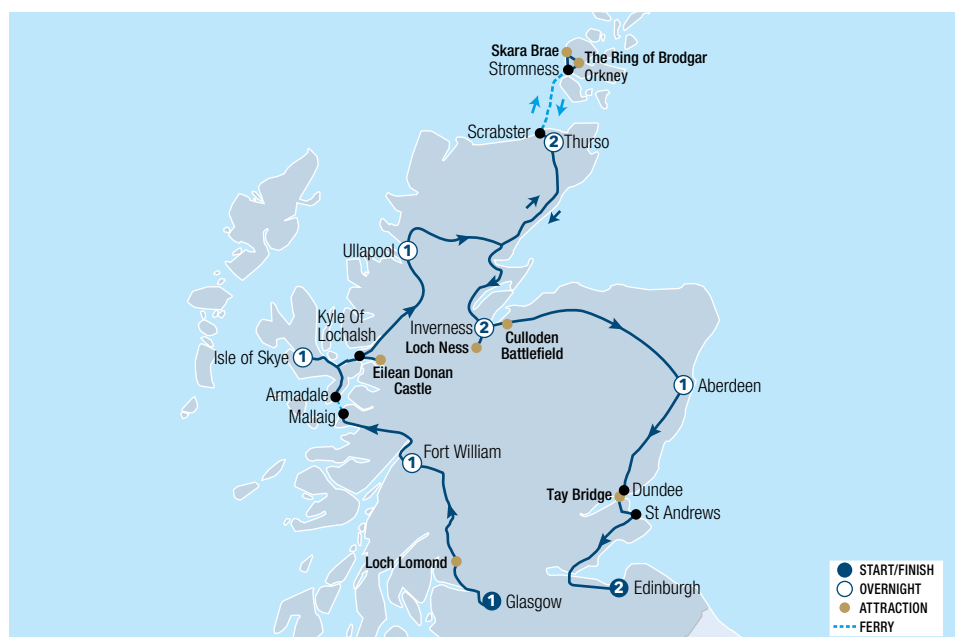 Skara Brae
The Ring of Brodgar
Stromness
Orkney
Scrabster
2
Thurso
Ullapool
1
Kyle Of
Lochalsh
Inverness
2
Culloden
Battlefield
Loch Ness
Isle of Skye
1
Eilean Donan
Castle
1
Aberdeen
Armadale
Mallaig
Fort William
1
Dundee
Tay Bridge
St Andrews
Loch Lomond
1
Glasgow
2
Edinburgh
START/FINISH
OVERNIGHT
ATTRACTION
FERRY